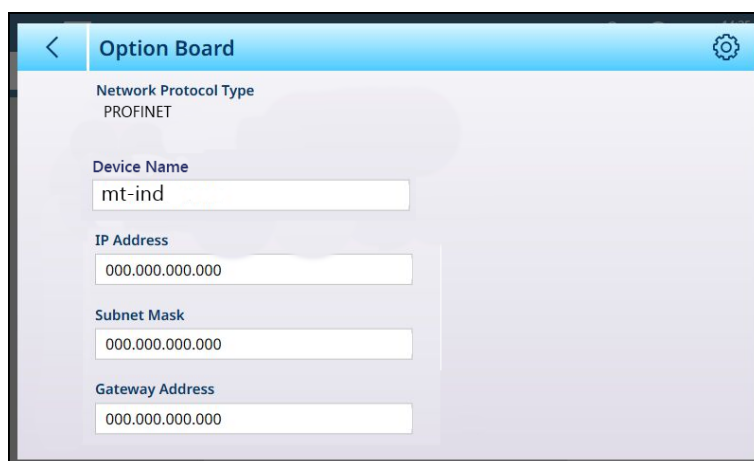 Option Board
Network Protocol Type
PROFINET
Device Name
mt-ind
IP Address
000.000.000.000
Subnet Mask
000.000.000.000
Gateway Address
000.000.000.000